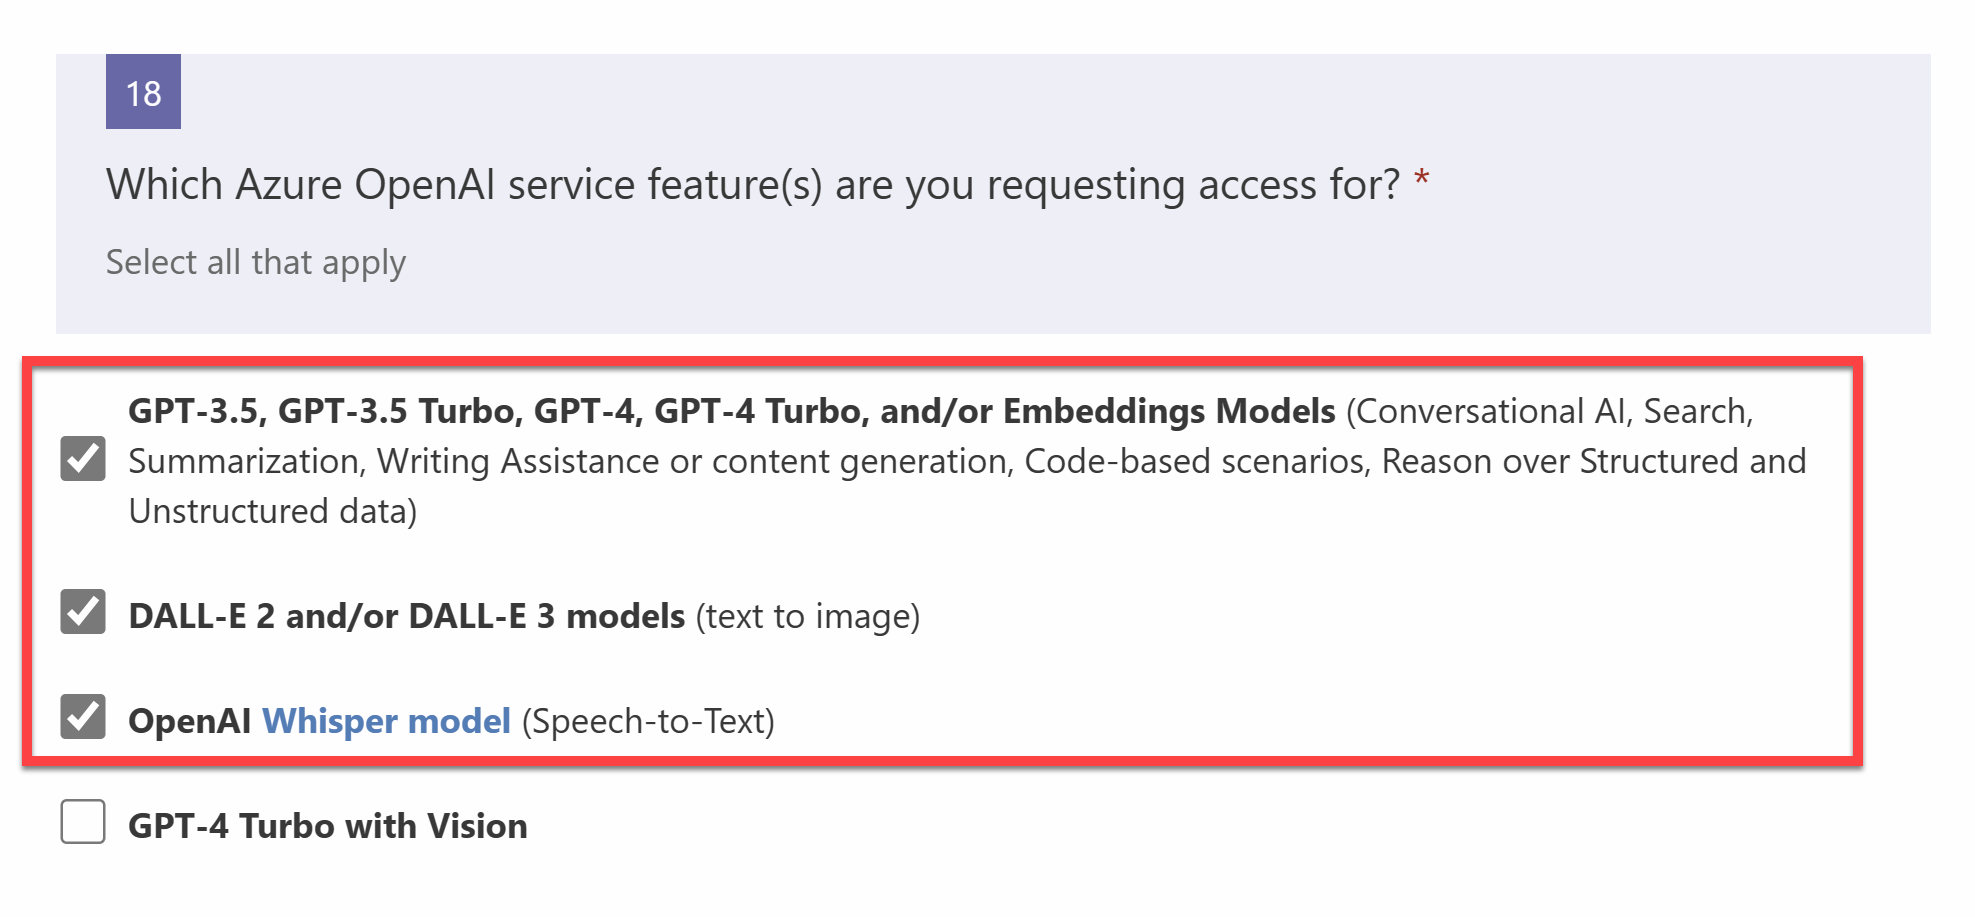 18
Which Azure OpenAI service feature(s) are you requesting access for? *
Select all that apply
GPT-3.5, GPT-3.5 Turbo, GPT-4, GPT-4 Turbo, and/or Embeddings Models (Conversational AI, Search,
Summarization, Writing Assistance or content generation, Code-based scenarios, Reason over Structured and
Unstructured data)
DALL-E 2 and/or DALL-E 3 models (text to image)
OpenAI Whisper model (Speech-to-Text)
GPT-4 Turbo with Vision